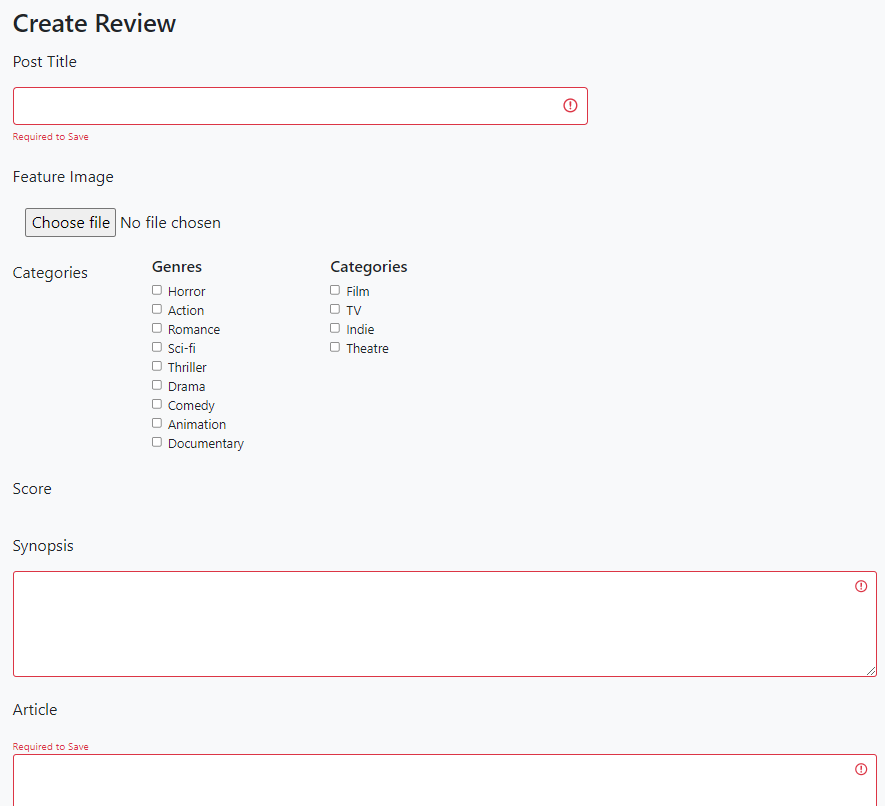 Create Review
Post Title
Required to Save
Feature Image
Choose file No file chosen
Categories
Genres
Horror
Action
Romance
Sci-fi
Thriller
Drama
Comedy
Animation
Documentary
Categories
Film
TV
Indie
Theatre
Score
Synopsis
Article
Required to Save